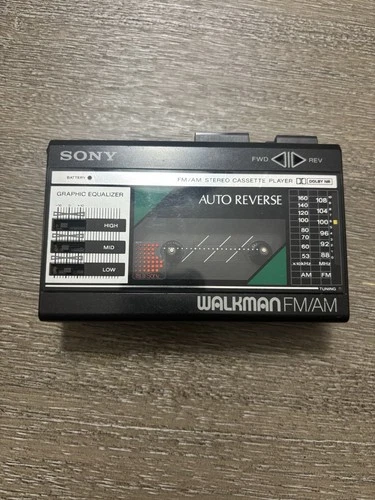 SONY
FWD REV
BATTERY
FM/AM STEREO CASSETTE PLAYER DOLBY NR
GRAPHIC EQUALIZER
HIGH
MID
LOW
AUTO REVERSE
160 108
140 104
120
100 100
80 96
70
60 92
53 88
MHz
AM FM
TUNING
WALKMAN FM/AM